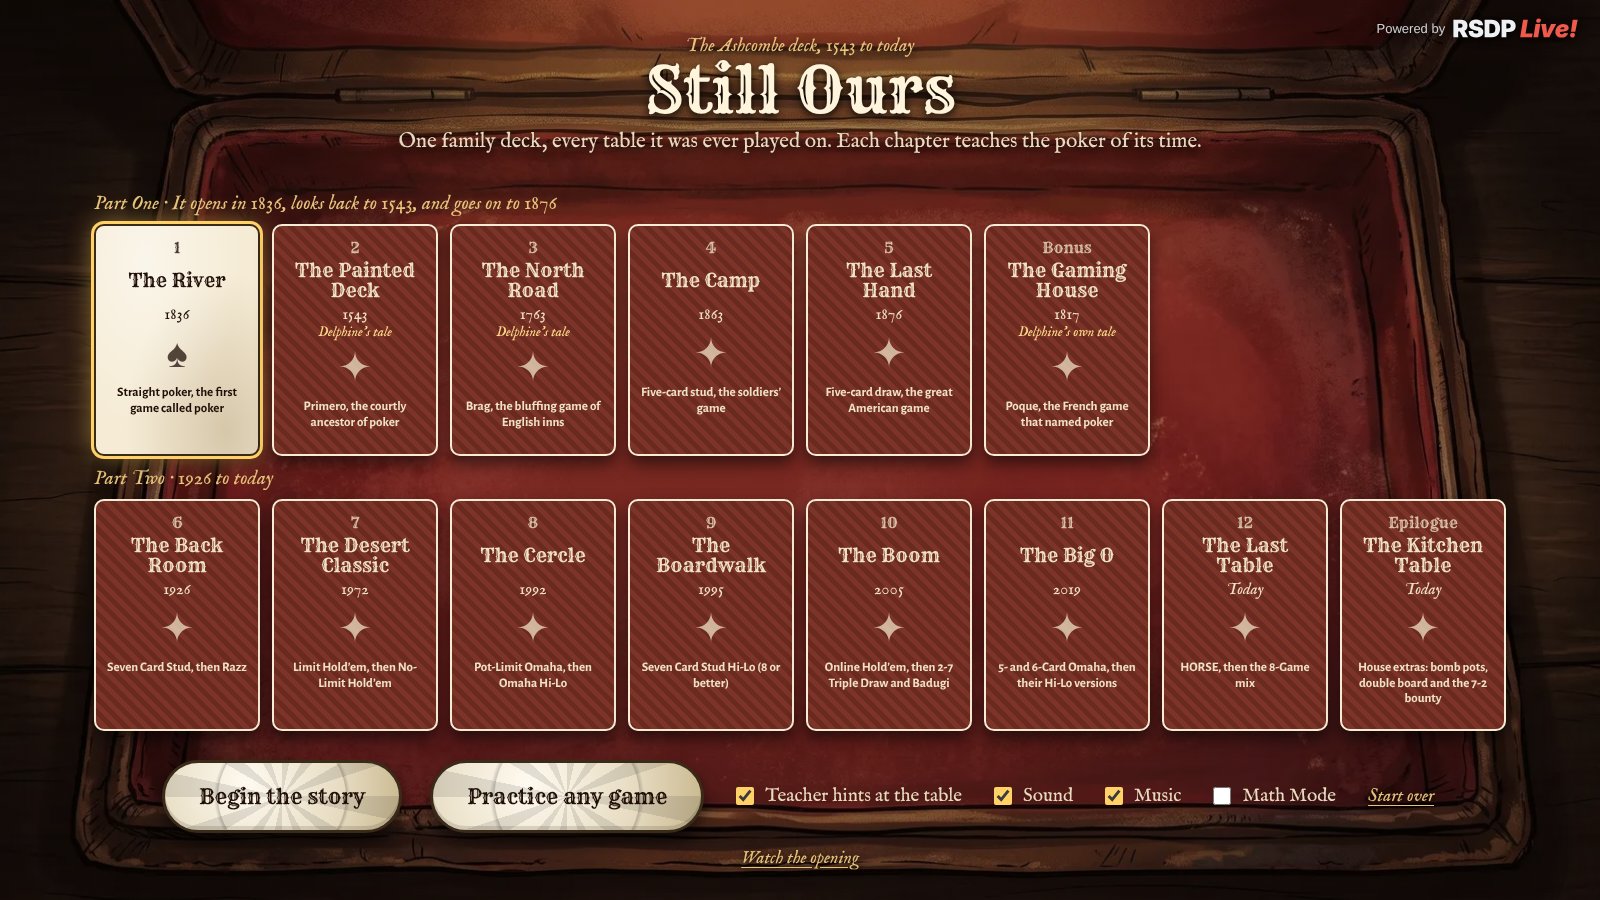 Powered by RSDP Live!
The Ashcombe deck, 1543 to today
Still Ours
One family deck, every table it was ever played on. Each chapter teaches the poker of its time.
Part One · It opens in 1836, looks back to 1543, and goes on to 1876
1
The River
1836
Straight poker, the first
game called poker
2
The Painted
Deck
1543
Delphine's tale
Primero, the courtly
ancestor of poker
3
The North
Road
1763
Delphine's tale
Brag, the bluffing game of
English inns
4
The Camp
1863
Five-card stud, the soldiers'
game
5
The Last
Hand
1876
Five-card draw, the great
American game
Bonus
The Gaming
House
1817
Delphine's own tale
Poque, the French game
that named poker
Part Two · 1926 to today
6
The Back
Room
1926
Seven Card Stud, then Razz
7
The Desert
Classic
1972
Limit Hold'em, then No-
Limit Hold'em
8
The Cercle
1992
Pot-Limit Omaha, then
Omaha Hi-Lo
9
The
Boardwalk
1995
Seven Card Stud Hi-Lo (8 or
better)
10
The Boom
2005
Online Hold'em, then 2-7
Triple Draw and Badugi
11
The Big O
2019
5- and 6-Card Omaha, then
their Hi-Lo versions
12
The Last
Table
Today
HORSE, then the 8-Game
mix
Epilogue
The Kitchen
Table
Today
House extras: bomb pots,
double board and the 7-2
bounty
Begin the story
Practice any game
Teacher hints at the table
Sound
Music
Math Mode
Start over
Watch the opening